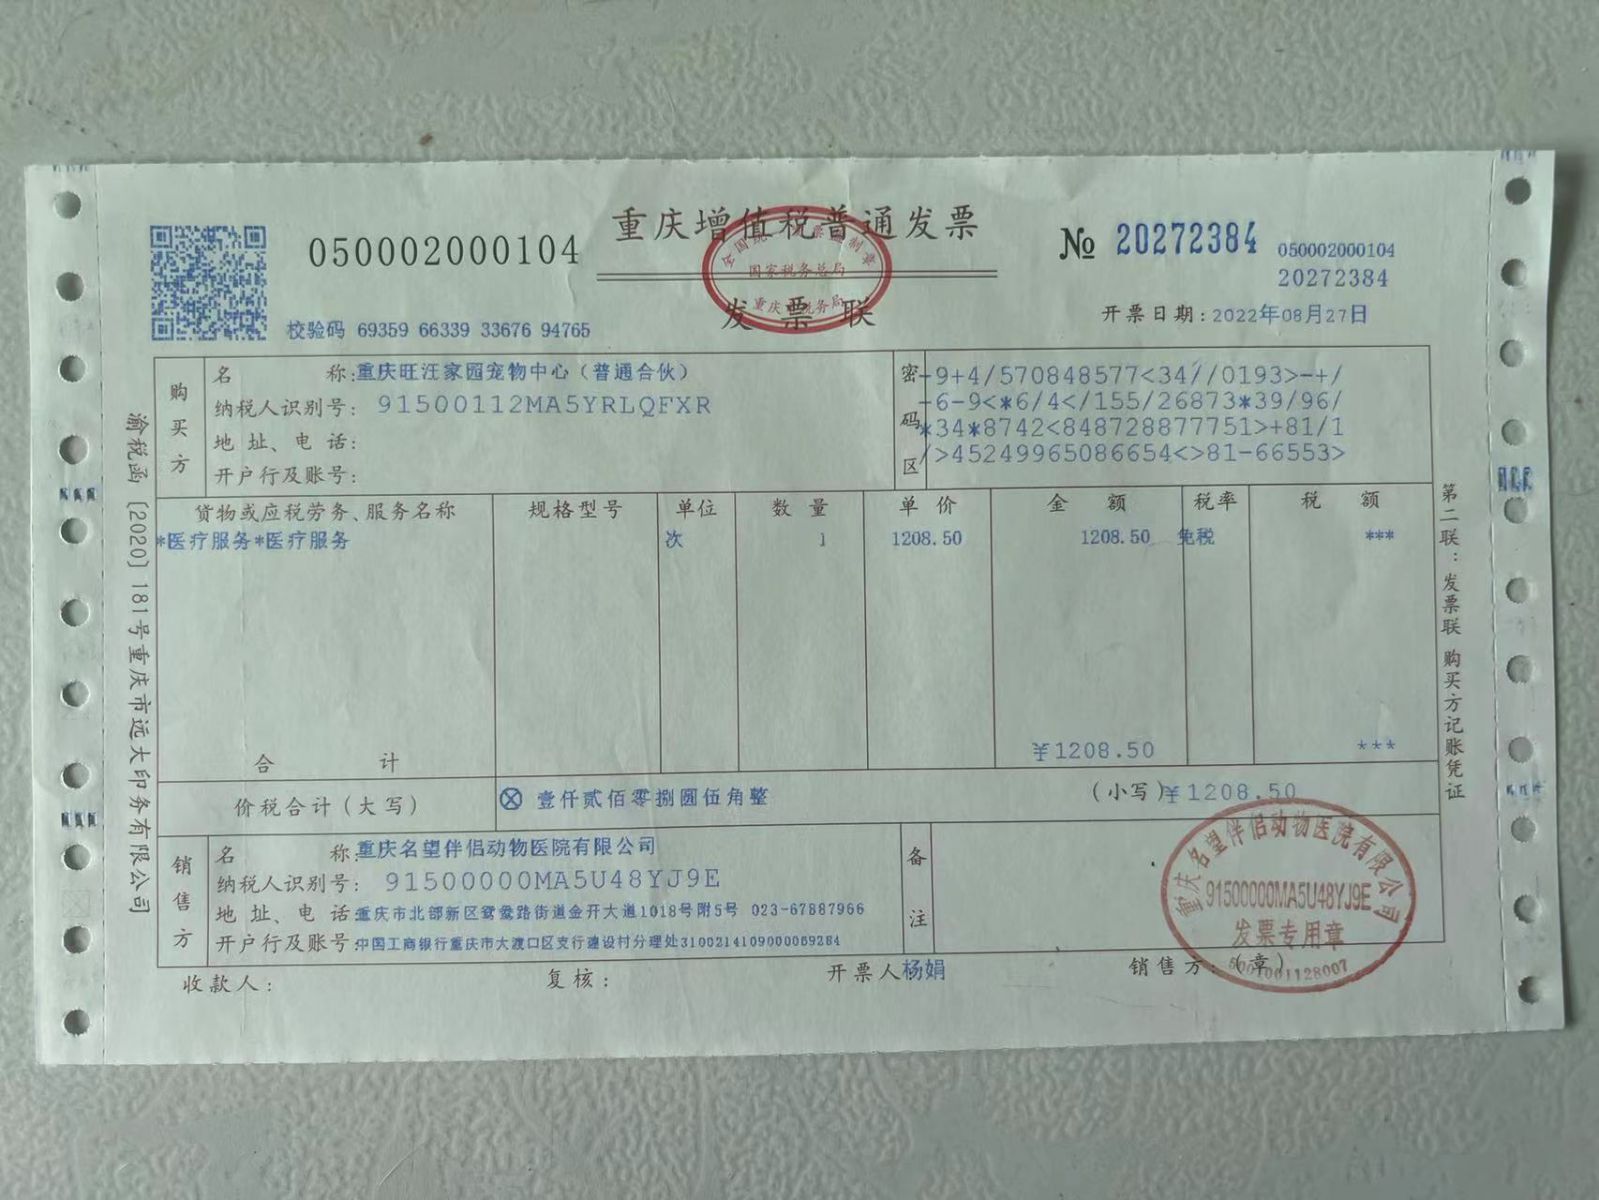 050002000104
重庆增值税普通发票
№ 20272384
050002000104
20272384
国家税务总局
发票联
校验码 69359 66339 33676 94765
开票日期:2022年08月27日
购买方
名称:重庆旺汪家园宠物中心（普通合伙）
纳税人识别号: 91500112MA5YRLQFXR
地址、电话:
开户行及账号:
密码区
-9+4/570848577<34//0193>-+/
-6-9<*6/4</155/26873*39/96/
*34*8742<848728877751>+81/1
/>45249965086654<>81-66553>
货物或应税劳务、服务名称 规格型号 单位 数量 单价 金额 税率 税额
*医疗服务*医疗服务 次 1 1208.50 1208.50 免税 ***
合计 ¥1208.50 ***
价税合计(大写) ⊗ 壹仟贰佰零捌圆伍角整 (小写)¥1208.50
销售方
名称:重庆名望伴侣动物医院有限公司
纳税人识别号: 91500000MA5U48YJ9E
地址、电话:重庆市北部新区鸳鸯路街道金开大道1018号附5号 023-67887966
开户行及账号:中国工商银行重庆市大渡口区支行建设村分理处3100214109000069284
备注
收款人: 复核: 开票人杨娟 销售方:(章)
重庆名望伴侣动物医院有限公司
91500000MA5U48YJ9E
发票专用章
渝税函[2020]181号重庆市远大印务有限公司
第二联:发票联 购买方记账凭证